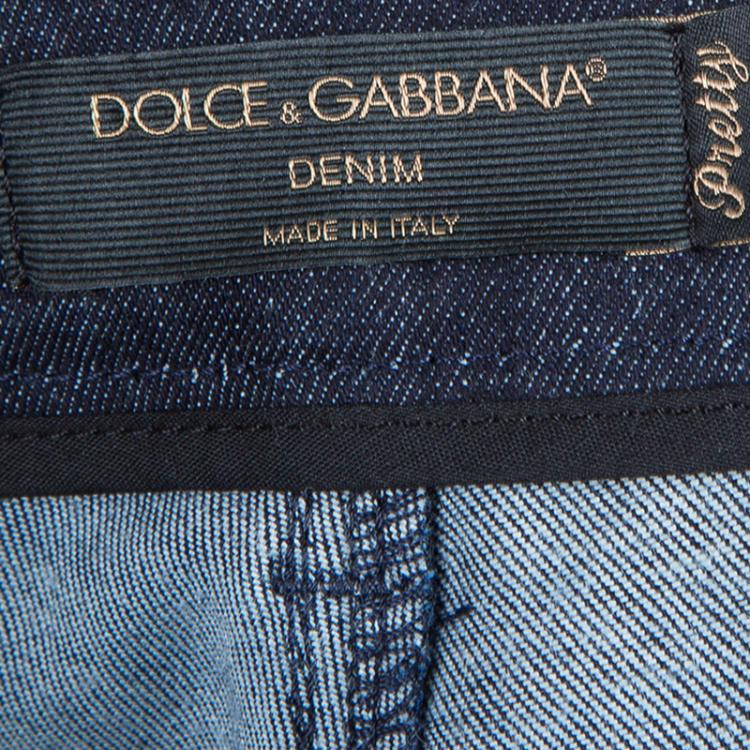 DOLCE & GABBANA®
DENIM
MADE IN ITALY
Pretty